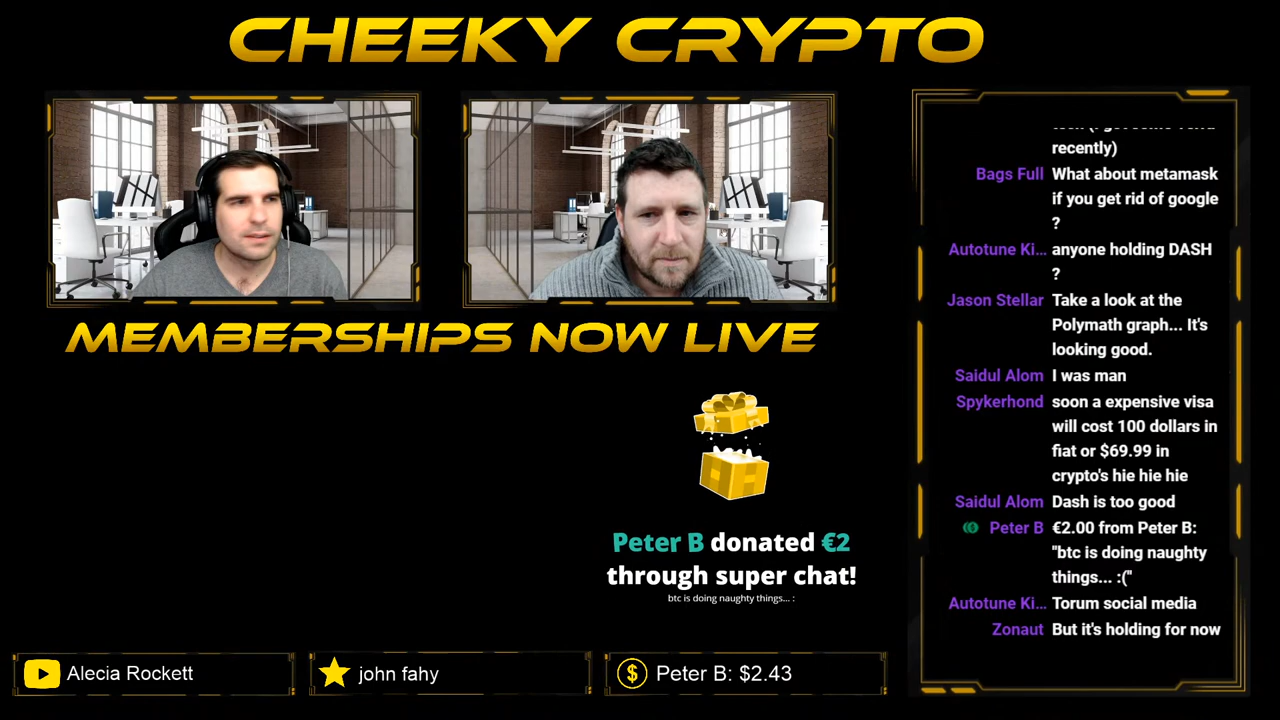 CHEEKY CRYPTO
MEMBERSHIPS NOW LIVE
recently)
Bags Full What about metamask
if you get rid of google
?
Autotune Ki... anyone holding DASH
?
Jason Stellar Take a look at the
Polymath graph... It's
looking good.
Saidul Alom I was man
Spykerhond soon a expensive visa
will cost 100 dollars in
fiat or $69.99 in
crypto's hie hie hie
Saidul Alom Dash is too good
Peter B €2.00 from Peter B:
"btc is doing naughty
things... :("
Autotune Ki... Torum social media
Zonaut But it's holding for now
Peter B donated €2
through super chat!
btc is doing naughty things... :
Alecia Rockett
john fahy
$ Peter B: $2.43